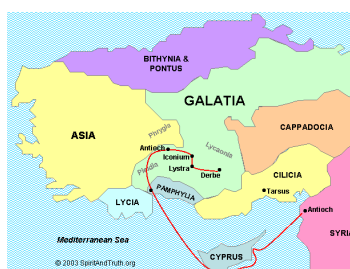 BITHYNIA &
PONTUS
GALATIA
ASIA
Phrygia
Lycaonia
CAPPADOCIA
Antioch
Iconium
Lystra
Derbe
Pisidia
CILICIA
PAMPHYLIA
Tarsus
LYCIA
Antioch
SYRIA
Mediterranean Sea
CYPRUS
© 2003 SpiritAndTruth.org